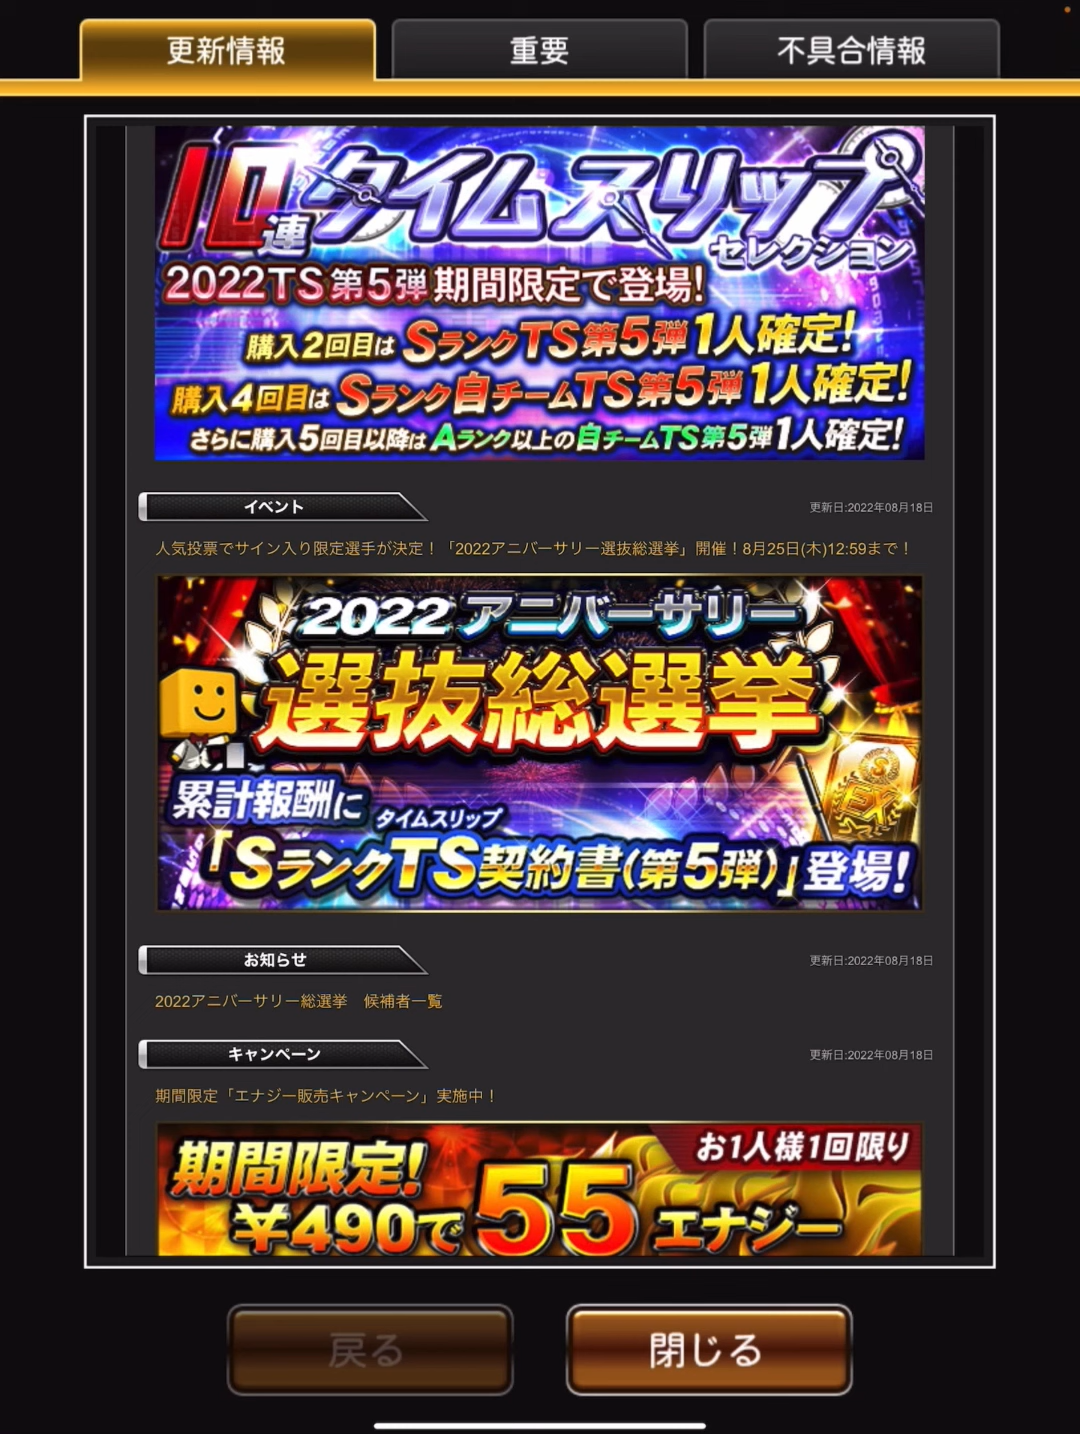 更新情報
重要
不具合情報
10連タイムスリップ
セレクション
2022TS第5弾期間限定で登場!
購入2回目はSランクTS第5弾1人確定!
購入4回目はSランク自チームTS第5弾1人確定!
さらに購入5回目以降はAランク以上の自チームTS第5弾1人確定!
イベント
更新日:2022年08月18日
人気投票でサイン入り限定選手が決定！「2022アニバーサリー選抜総選挙」開催！8月25日(木)12:59まで！
2022アニバーサリー
選抜総選挙
S
EX
累計報酬に
タイムスリップ
「SランクTS契約書(第5弾)」登場!
お知らせ
更新日:2022年08月18日
2022アニバーサリー総選挙　候補者一覧
キャンペーン
更新日:2022年08月18日
期間限定「エナジー販売キャンペーン」実施中！
お1人様1回限り
期間限定!
¥490で55エナジー
戻る
閉じる